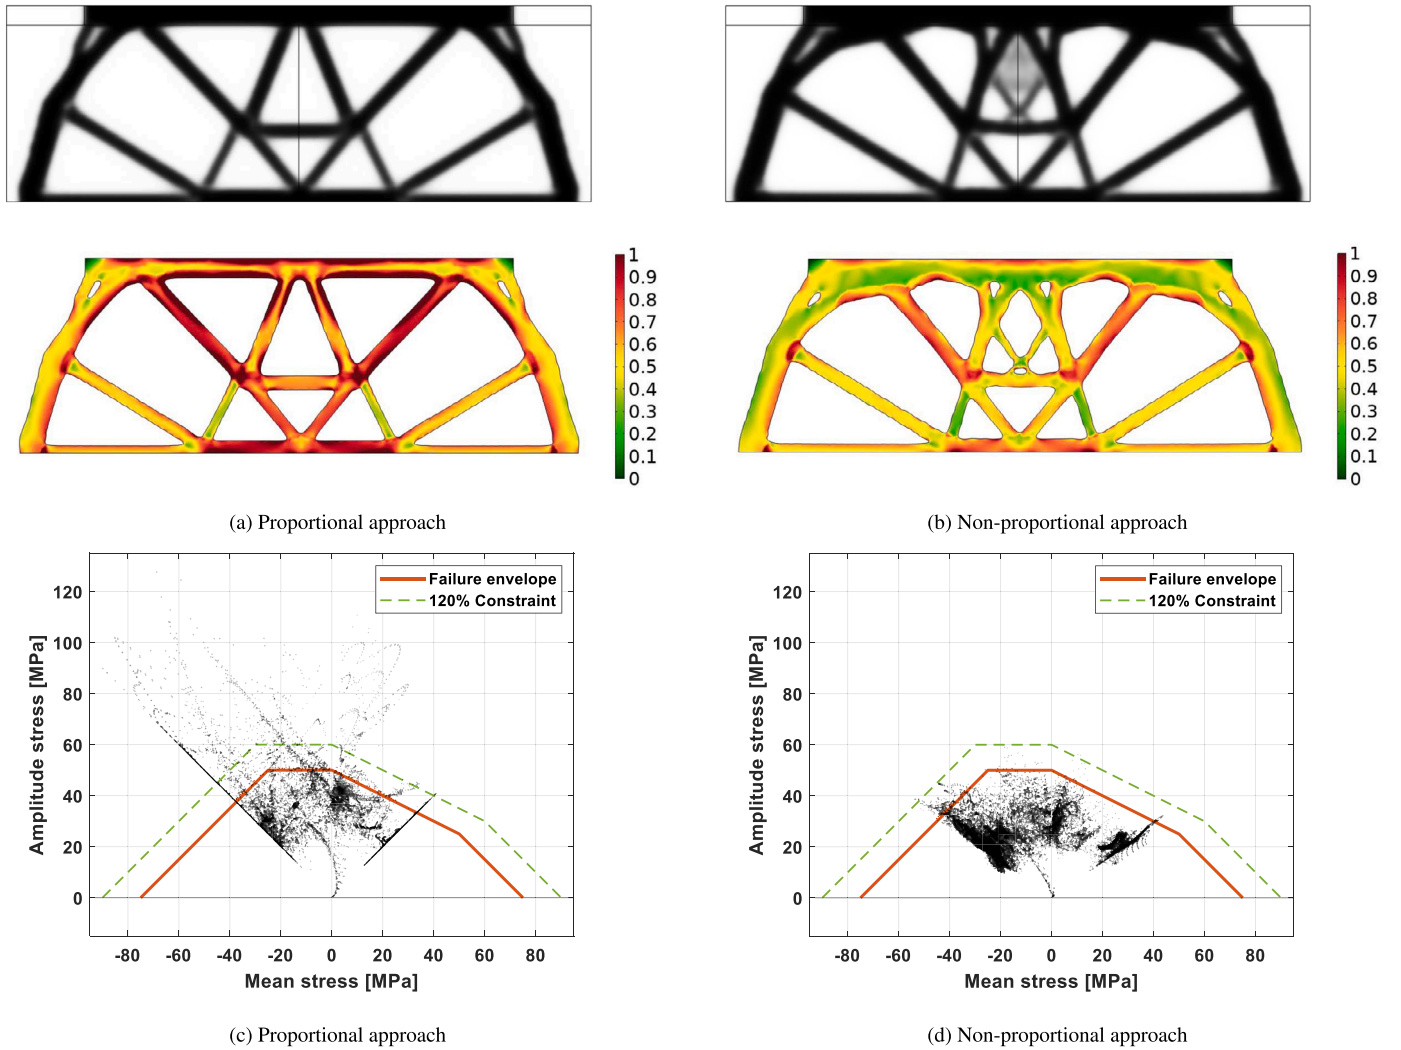 1
0.9
0.8
0.7
0.6
0.5
0.4
0.3
0.2
0.1
0
1
0.9
0.8
0.7
0.6
0.5
0.4
0.3
0.2
0.1
0
(a) Proportional approach
(b) Non-proportional approach
Amplitude stress [MPa]
120
100
80
60
40
20
0
Failure envelope
120% Constraint
-80 -60 -40 -20 0 20 40 60 80
Mean stress [MPa]
Amplitude stress [MPa]
120
100
80
60
40
20
0
Failure envelope
120% Constraint
-80 -60 -40 -20 0 20 40 60 80
Mean stress [MPa]
(c) Proportional approach
(d) Non-proportional approach